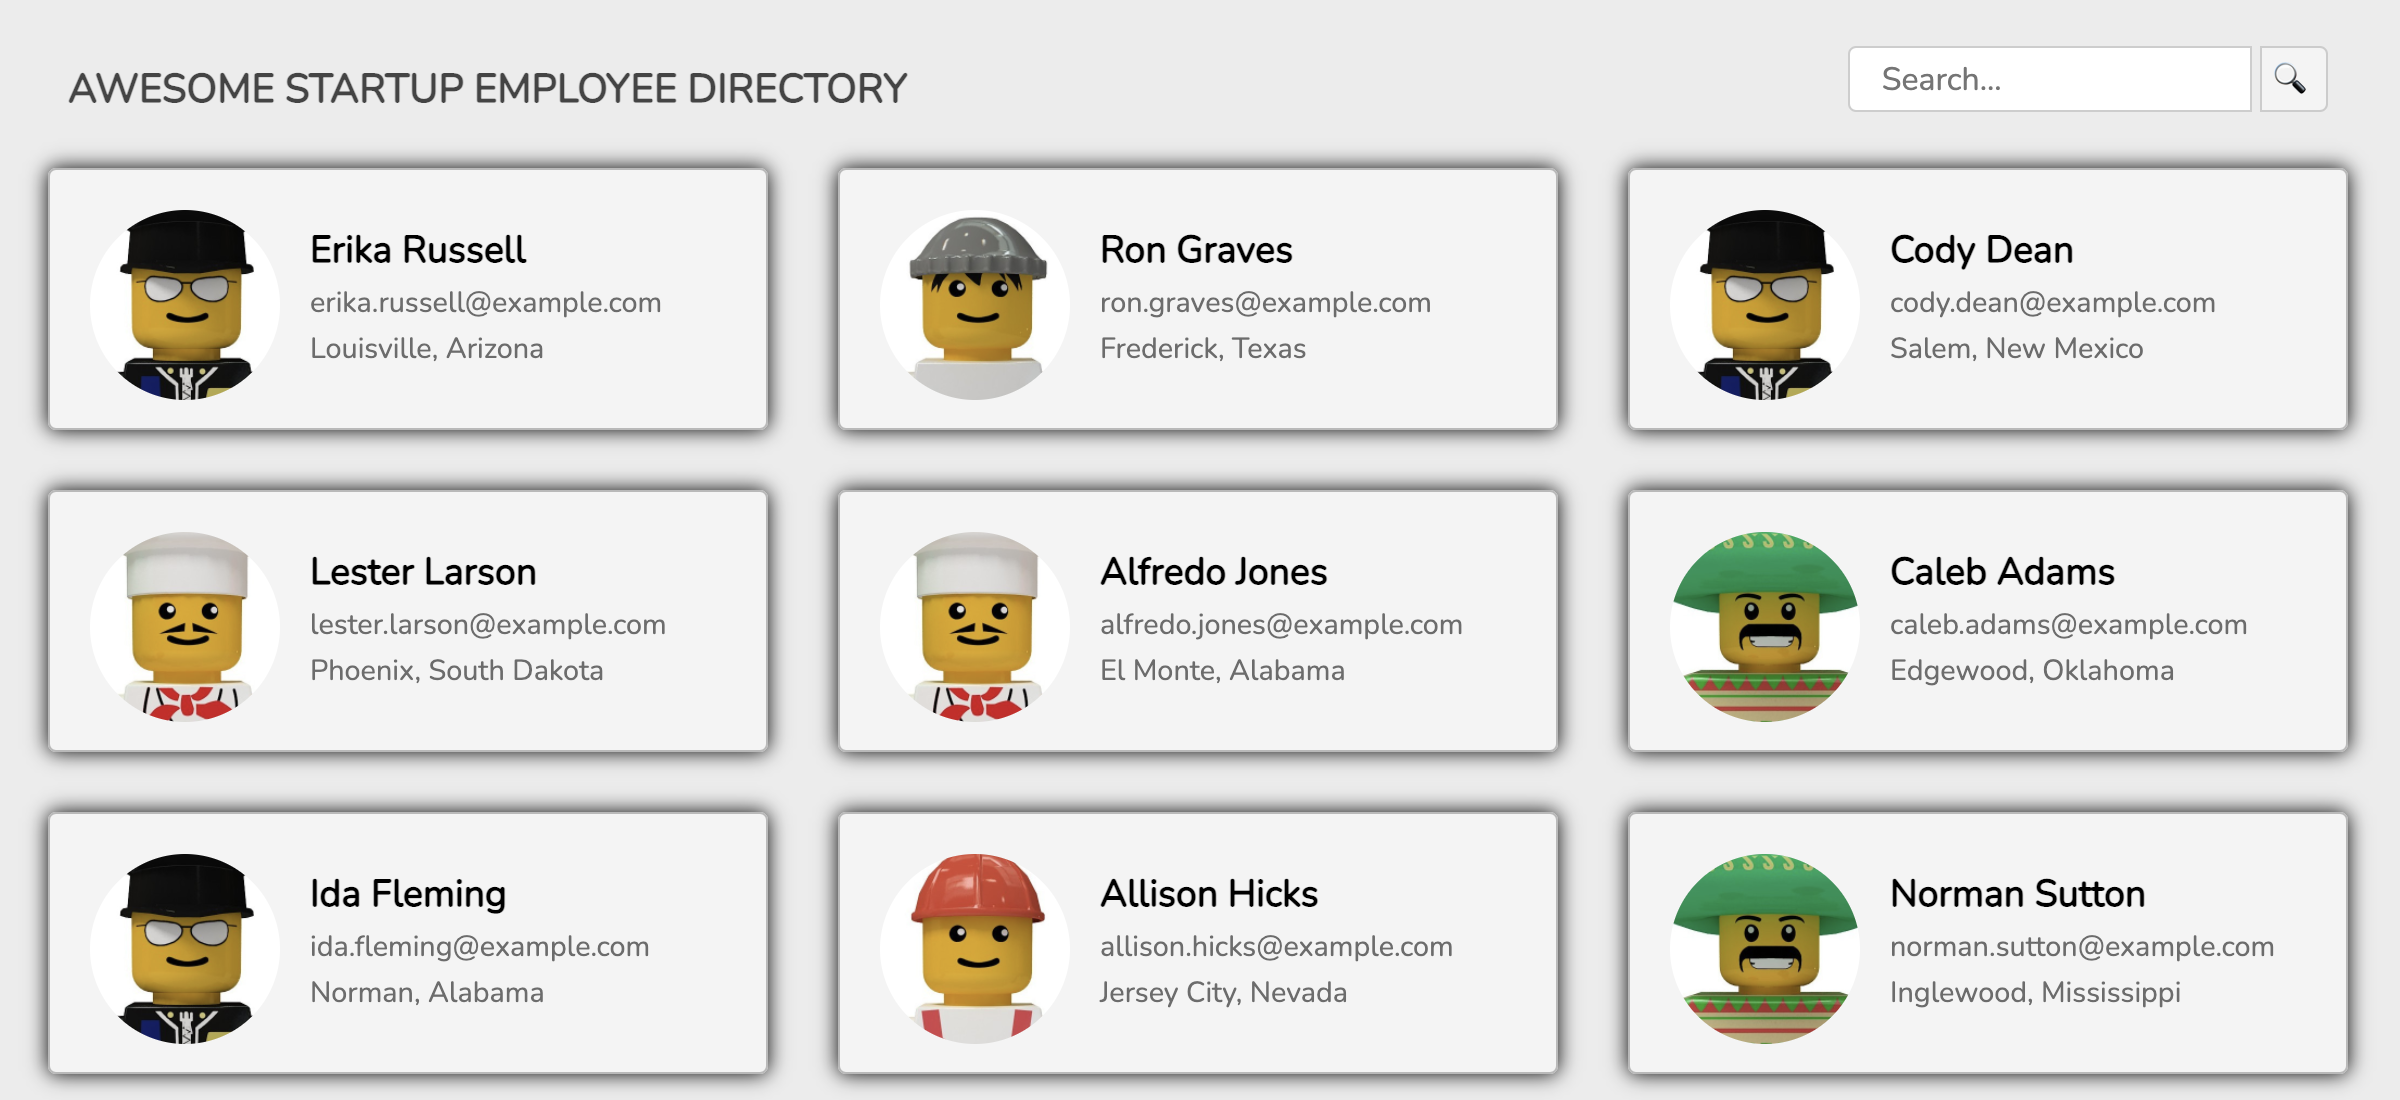 AWESOME STARTUP EMPLOYEE DIRECTORY
Search...
Erika Russell
erika.russell@example.com
Louisville, Arizona
Ron Graves
ron.graves@example.com
Frederick, Texas
Cody Dean
cody.dean@example.com
Salem, New Mexico
Lester Larson
lester.larson@example.com
Phoenix, South Dakota
Alfredo Jones
alfredo.jones@example.com
El Monte, Alabama
Caleb Adams
caleb.adams@example.com
Edgewood, Oklahoma
Ida Fleming
ida.fleming@example.com
Norman, Alabama
Allison Hicks
allison.hicks@example.com
Jersey City, Nevada
Norman Sutton
norman.sutton@example.com
Inglewood, Mississippi